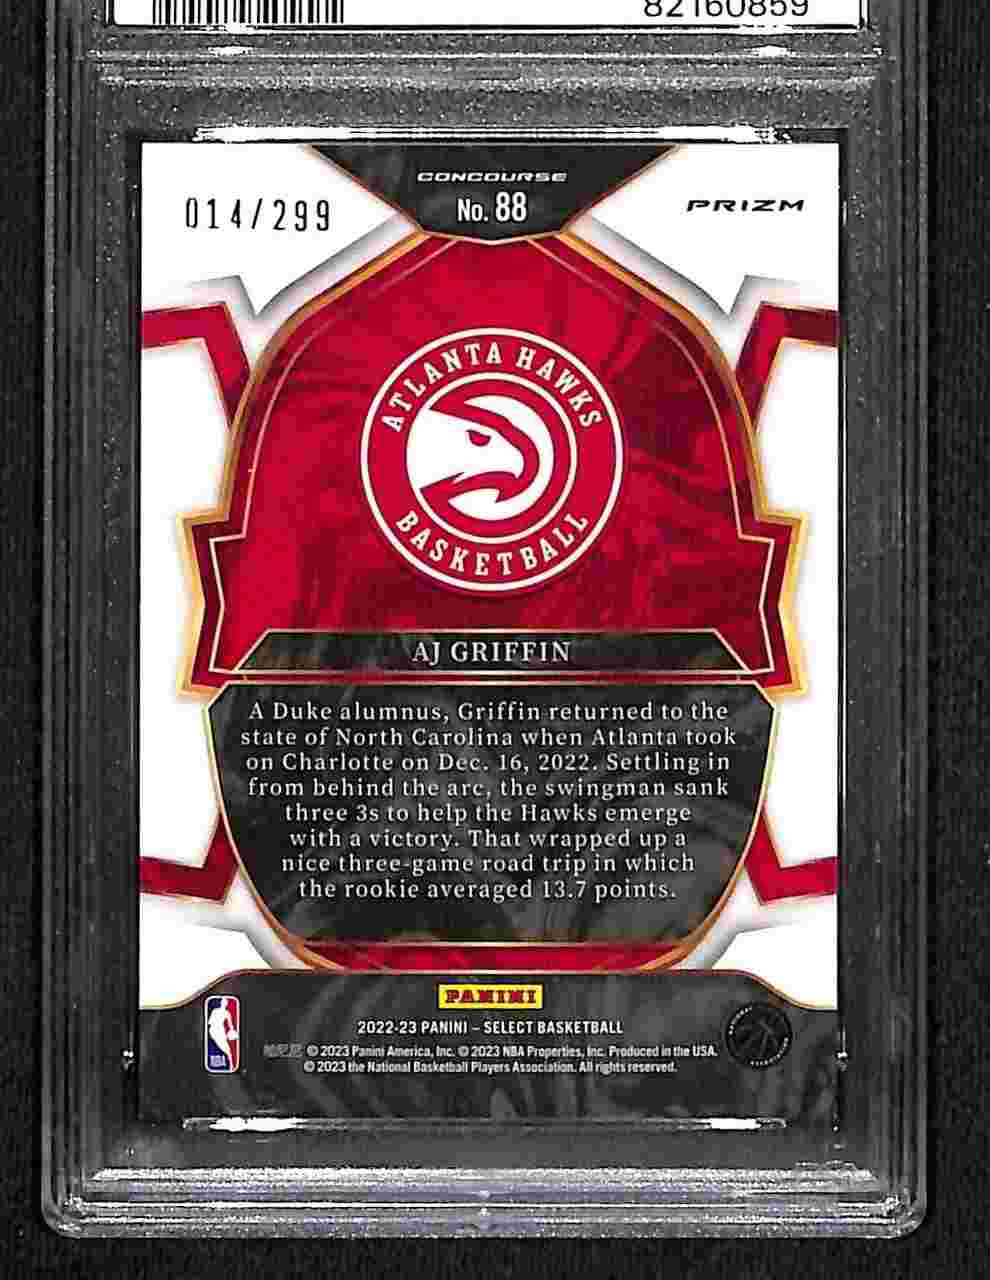 82160859
CONCOURSE
No. 88
014/299
PRIZM
ATLANTA HAWKS
BASKETBALL
AJ GRIFFIN
A Duke alumnus, Griffin returned to the
state of North Carolina when Atlanta took
on Charlotte on Dec. 16, 2022. Settling in
from behind the arc, the swingman sank
three 3s to help the Hawks emerge
with a victory. That wrapped up a
nice three-game road trip in which
the rookie averaged 13.7 points.
PANINI
2022-23 PANINI – SELECT BASKETBALL
© 2023 Panini America, Inc. © 2023 NBA Properties, Inc. Produced in the USA.
© 2023 the National Basketball Players Association. All rights reserved.
NBA